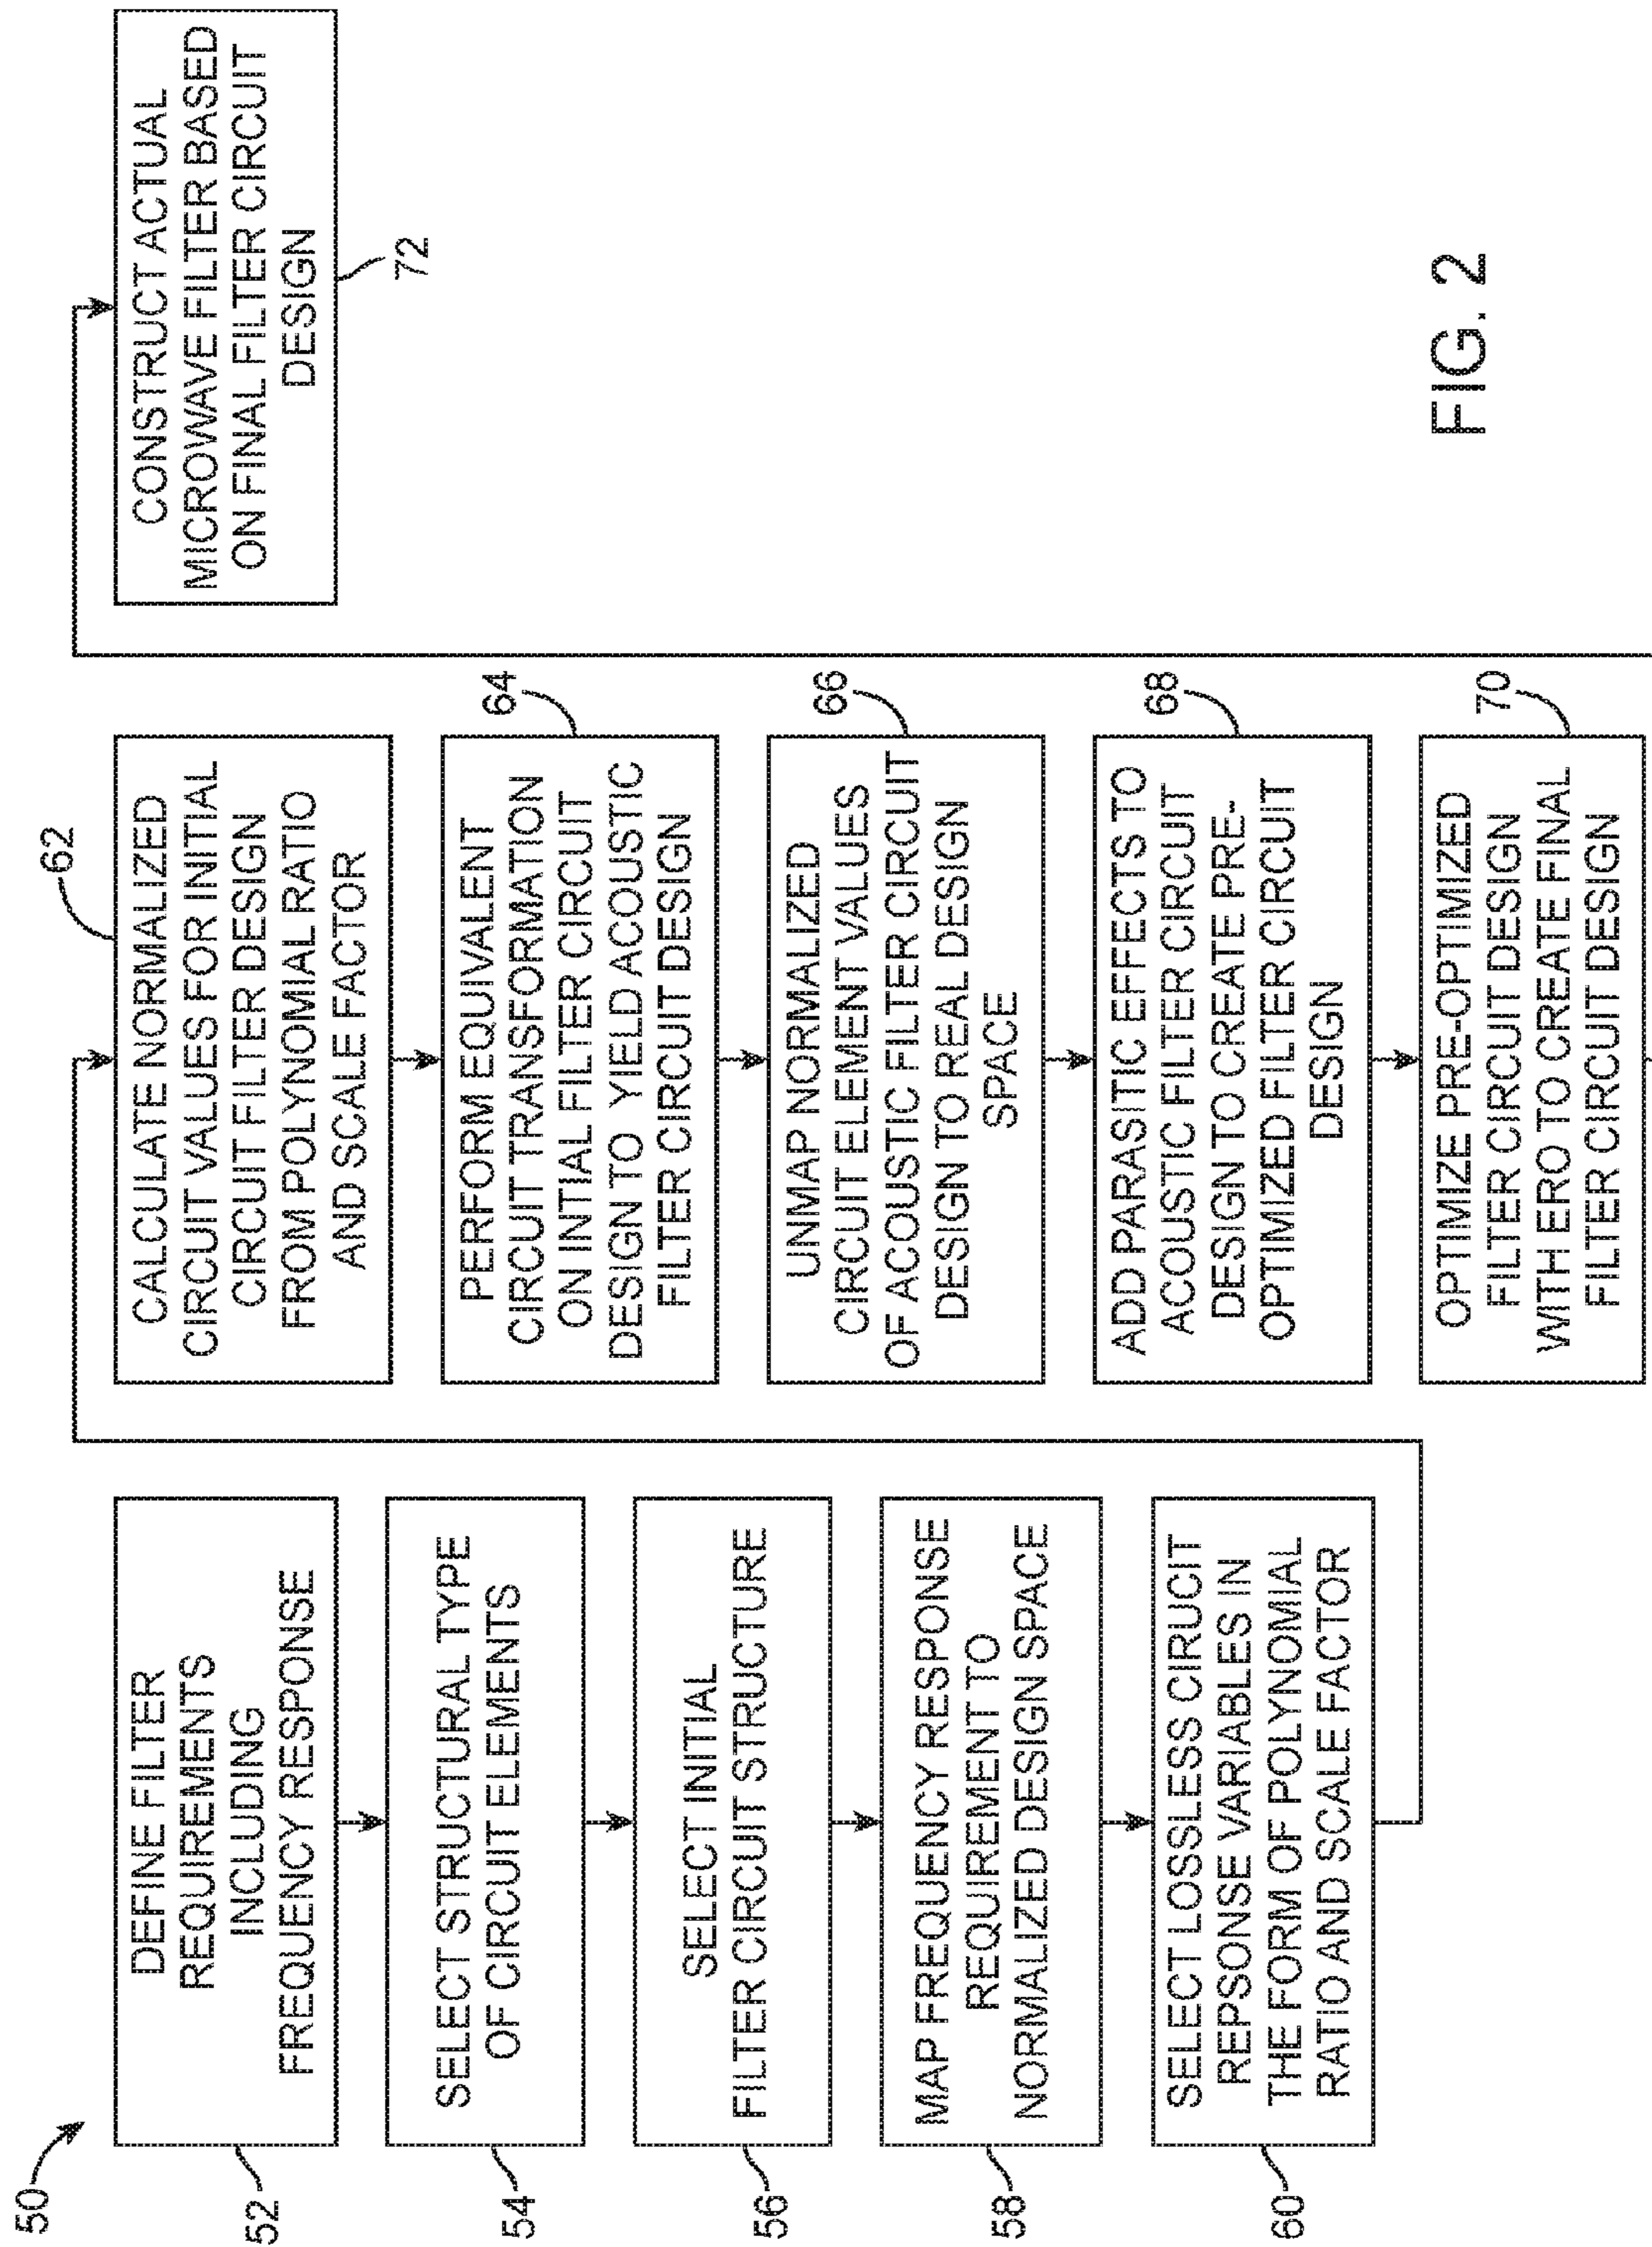 50
DEFINE FILTER
REQUIREMENTS
INCLUDING
FREQUENCY RESPONSE
52
SELECT STRUCTURAL TYPE
OF CIRCUIT ELEMENTS
54
SELECT INITIAL
FILTER CIRCUIT STRUCTURE
56
MAP FREQUENCY RESPONSE
REQUIREMENT TO
NORMALIZED DESIGN SPACE
58
SELECT LOSSLESS CIRUCIT
REPSONSE VARIABLES IN
THE FORM OF POLYNOMIAL
RATIO AND SCALE FACTOR
60
62
CALCULATE NORMALIZED
CIRCUIT VALUES FOR INITIAL
CIRCUIT FILTER DESIGN
FROM POLYNOMIAL RATIO
AND SCALE FACTOR
PERFORM EQUIVALENT
CIRCUIT TRANSFORMATION
ON INTIAL FILTER CIRCUIT
DESIGN TO YIELD ACOUSTIC
FILTER CIRCUIT DESIGN
64
UNMAP NORMALIZED
CIRCUIT ELEMENT VALUES
OF ACOUSTIC FILTER CIRCUIT
DESIGN TO REAL DESIGN
SPACE
66
ADD PARASITIC EFFECTS TO
ACOUSTIC FILTER CIRCUIT
DESIGN TO CREATE PRE-
OPTIMIZED FILTER CIRCUIT
DESIGN
68
OPTIMIZE PRE-OPTIMIZED
FILTER CIRCUIT DESIGN
WITH ERO TO CREATE FINAL
FILTER CIRCUIT DESIGN
70
CONSTRUCT ACTUAL
MICROWAVE FILTER BASED
ON FINAL FILTER CIRCUIT
DESIGN
72
FIG. 2